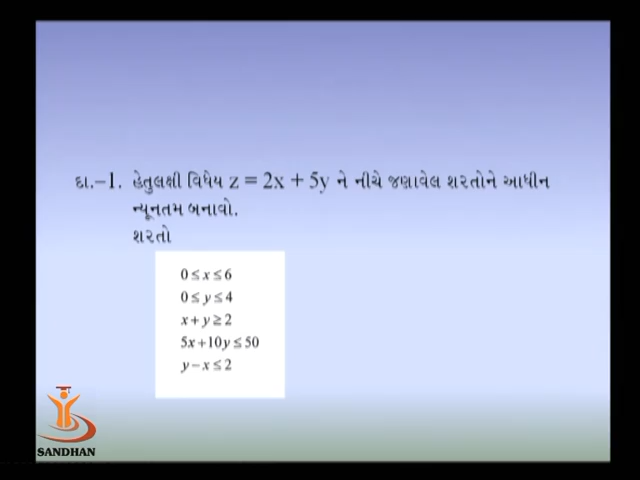 દા.–1. હેતુલક્ષી વિધેય z = 2x + 5y ને નીચે જણાવેલ શરતોને આધીન
ન્યૂનતમ બનાવો.
શરતો
0 ≤ x ≤ 6
0 ≤ y ≤ 4
x + y ≥ 2
5x + 10y ≤ 50
y − x ≤ 2
SANDHAN